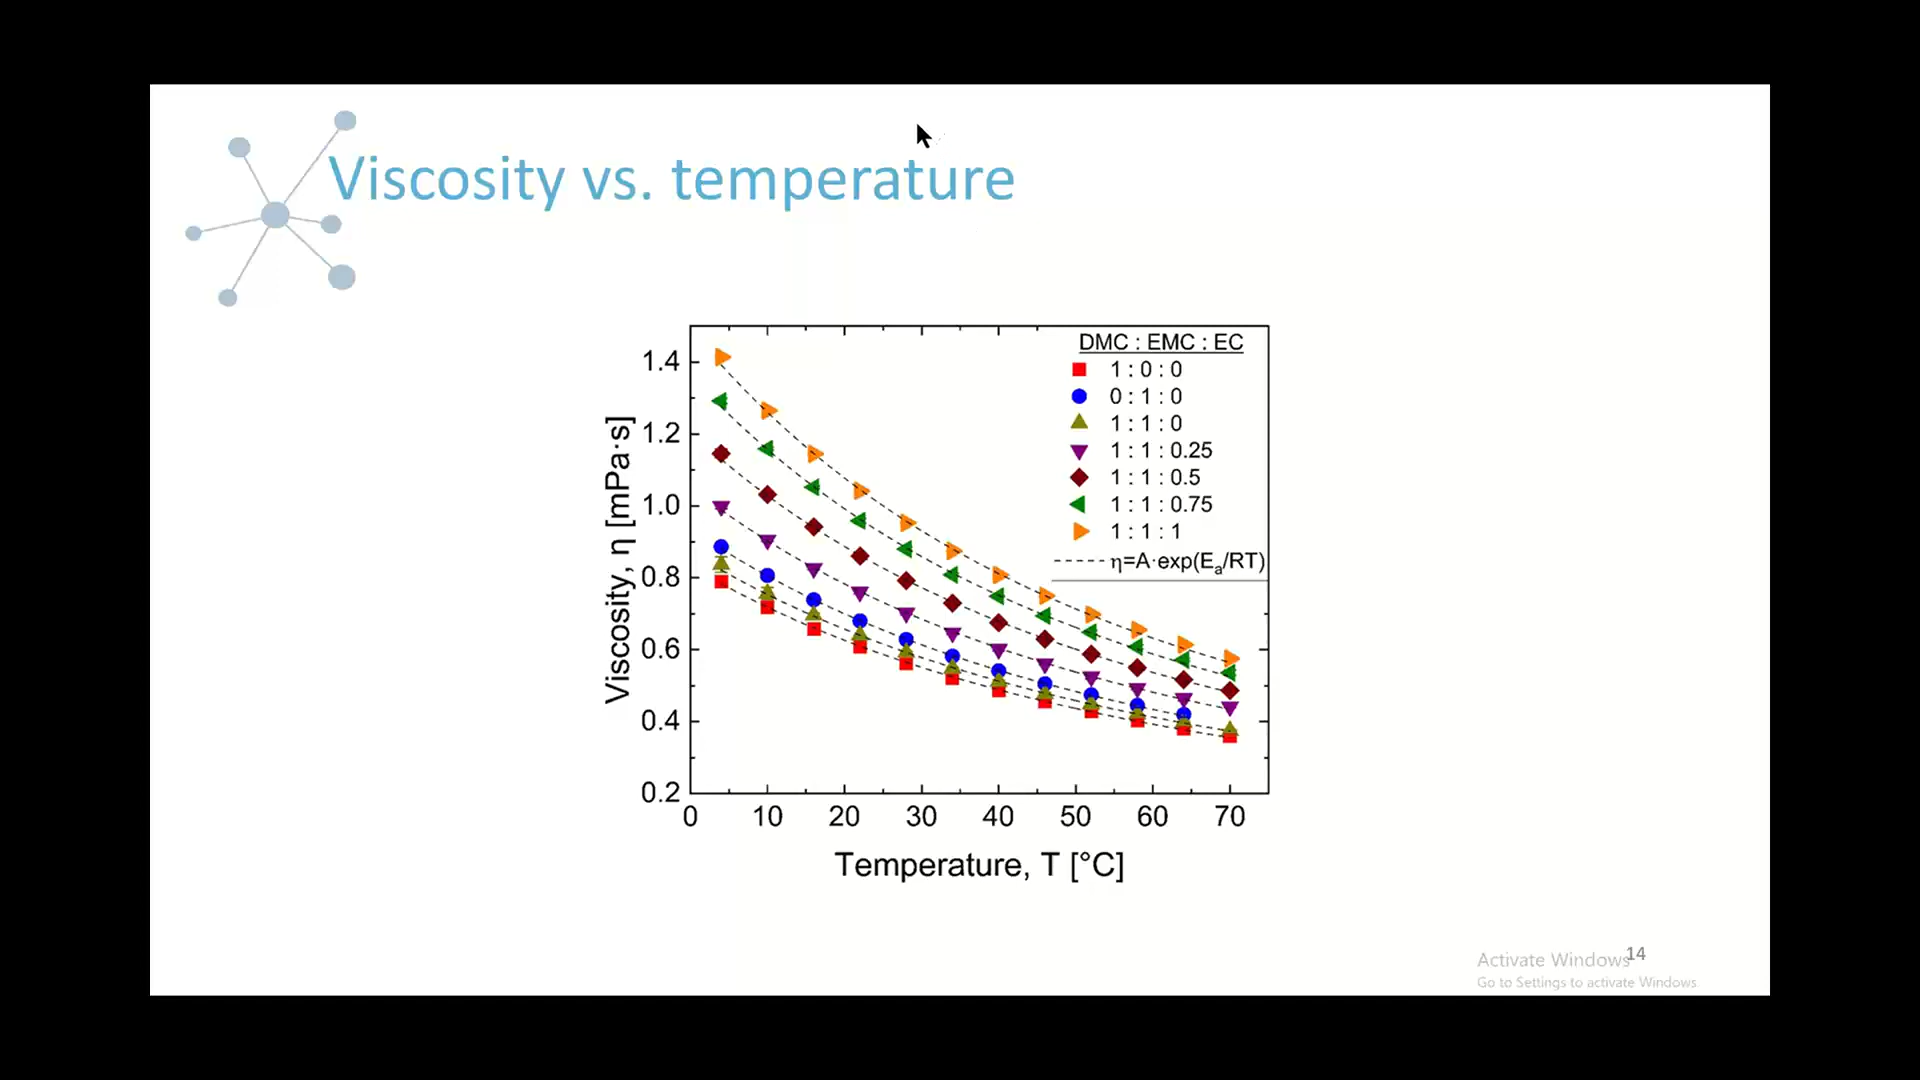 Viscosity vs. temperature
DMC : EMC : EC
1 : 0 : 0
0 : 1 : 0
1 : 1 : 0
1 : 1 : 0.25
1 : 1 : 0.5
1 : 1 : 0.75
1 : 1 : 1
η=A·exp(Eₐ/RT)
Viscosity, η [mPa·s]
1.4
1.2
1.0
0.8
0.6
0.4
0.2
0 10 20 30 40 50 60 70
Temperature, T [°C]
14
Activate Windows
Go to Settings to activate Windows.